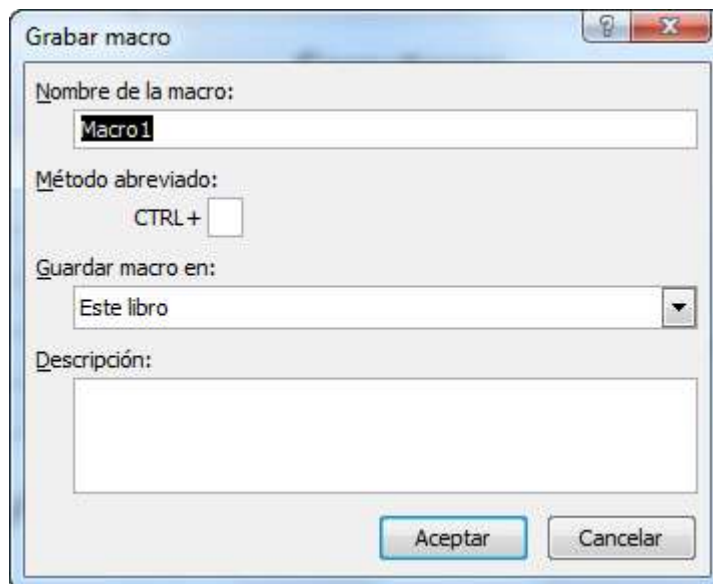 Grabar macro
Nombre de la macro:
Macro1
Método abreviado:
CTRL+
Guardar macro en:
Este libro
Descripción:
Aceptar Cancelar